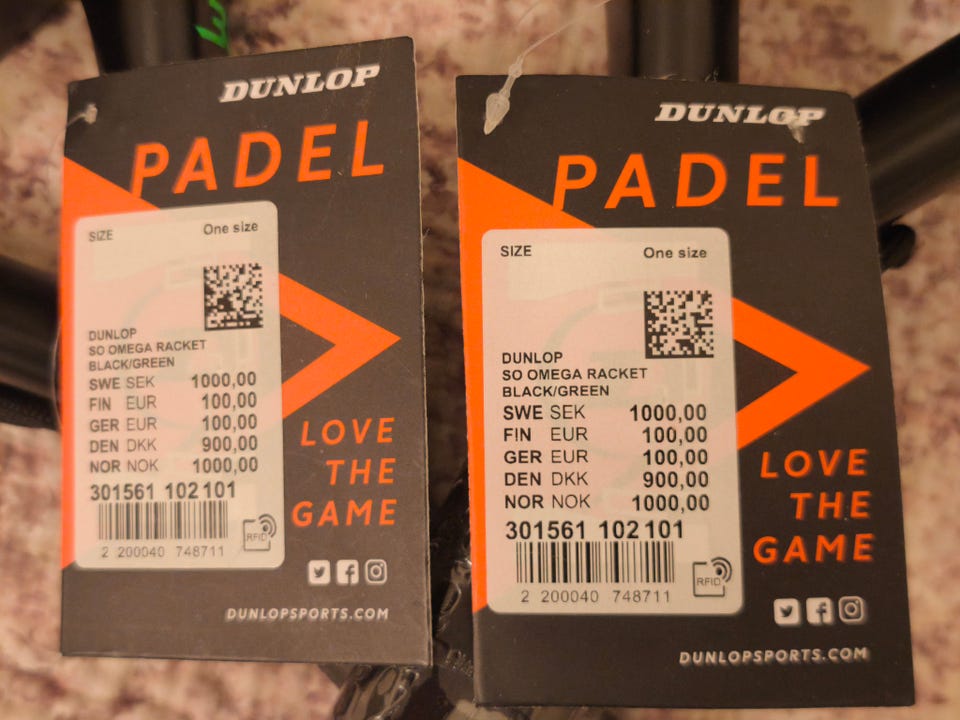 DUNLOP
PADEL
SIZE One size
DUNLOP
SO OMEGA RACKET
BLACK/GREEN
SWE SEK 1000,00
FIN EUR 100,00
GER EUR 100,00
DEN DKK 900,00
NOR NOK 1000,00
301561 102 101
2 200040 748711
RFID
LOVE
THE
GAME
DUNLOPSPORTS.COM
DUNLOP
PADEL
SIZE One size
DUNLOP
SO OMEGA RACKET
BLACK/GREEN
SWE SEK 1000,00
FIN EUR 100,00
GER EUR 100,00
DEN DKK 900,00
NOR NOK 1000,00
301561 102 101
2 200040 748711
RFID
LOVE
THE
GAME
DUNLOPSPORTS.COM